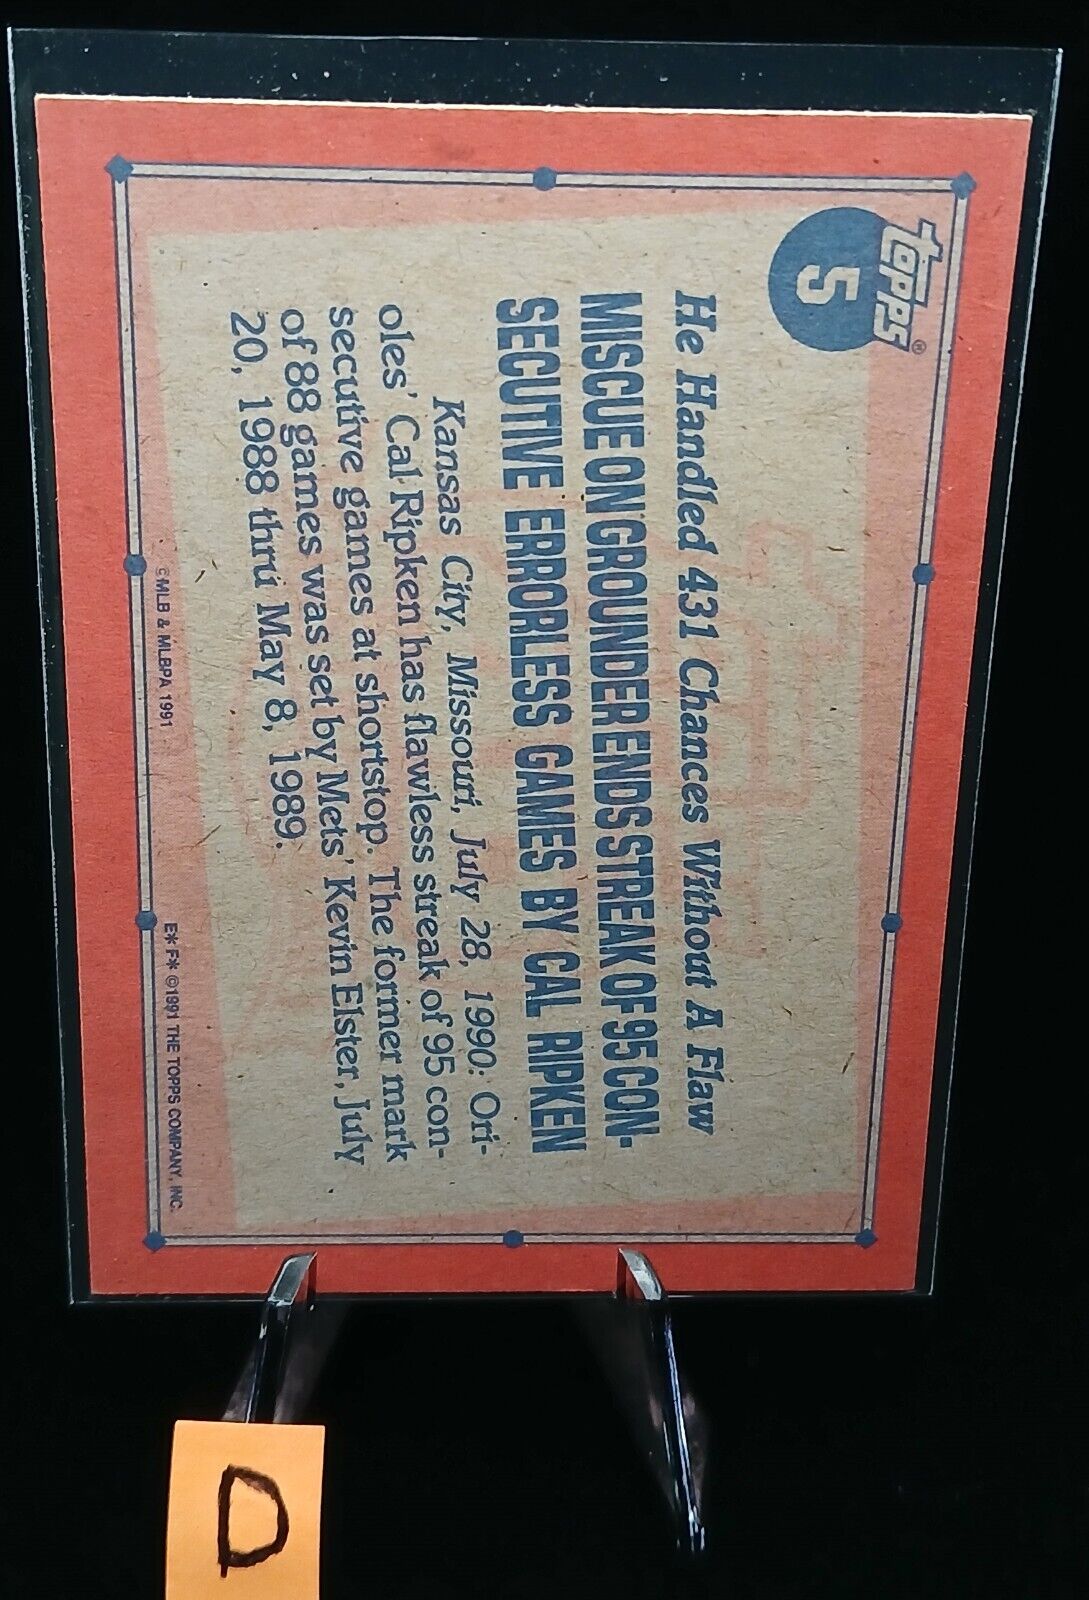 topps®
5
He Handled 431 Chances Without A Flaw
MISCUE ON GROUNDER ENDS STREAK OF 95 CON-
SECUTIVE ERRORLESS GAMES BY CAL RIPKEN
Kansas City, Missouri, July 28, 1990: Ori-
oles' Cal Ripken has flawless streak of 95 con-
secutive games at shortstop. The former mark
of 88 games was set by Mets' Kevin Elster, July
20, 1988 thru May 8, 1989.
©MLB & MLBPA 1991
E* F* ©1991 THE TOPPS COMPANY, INC.
D